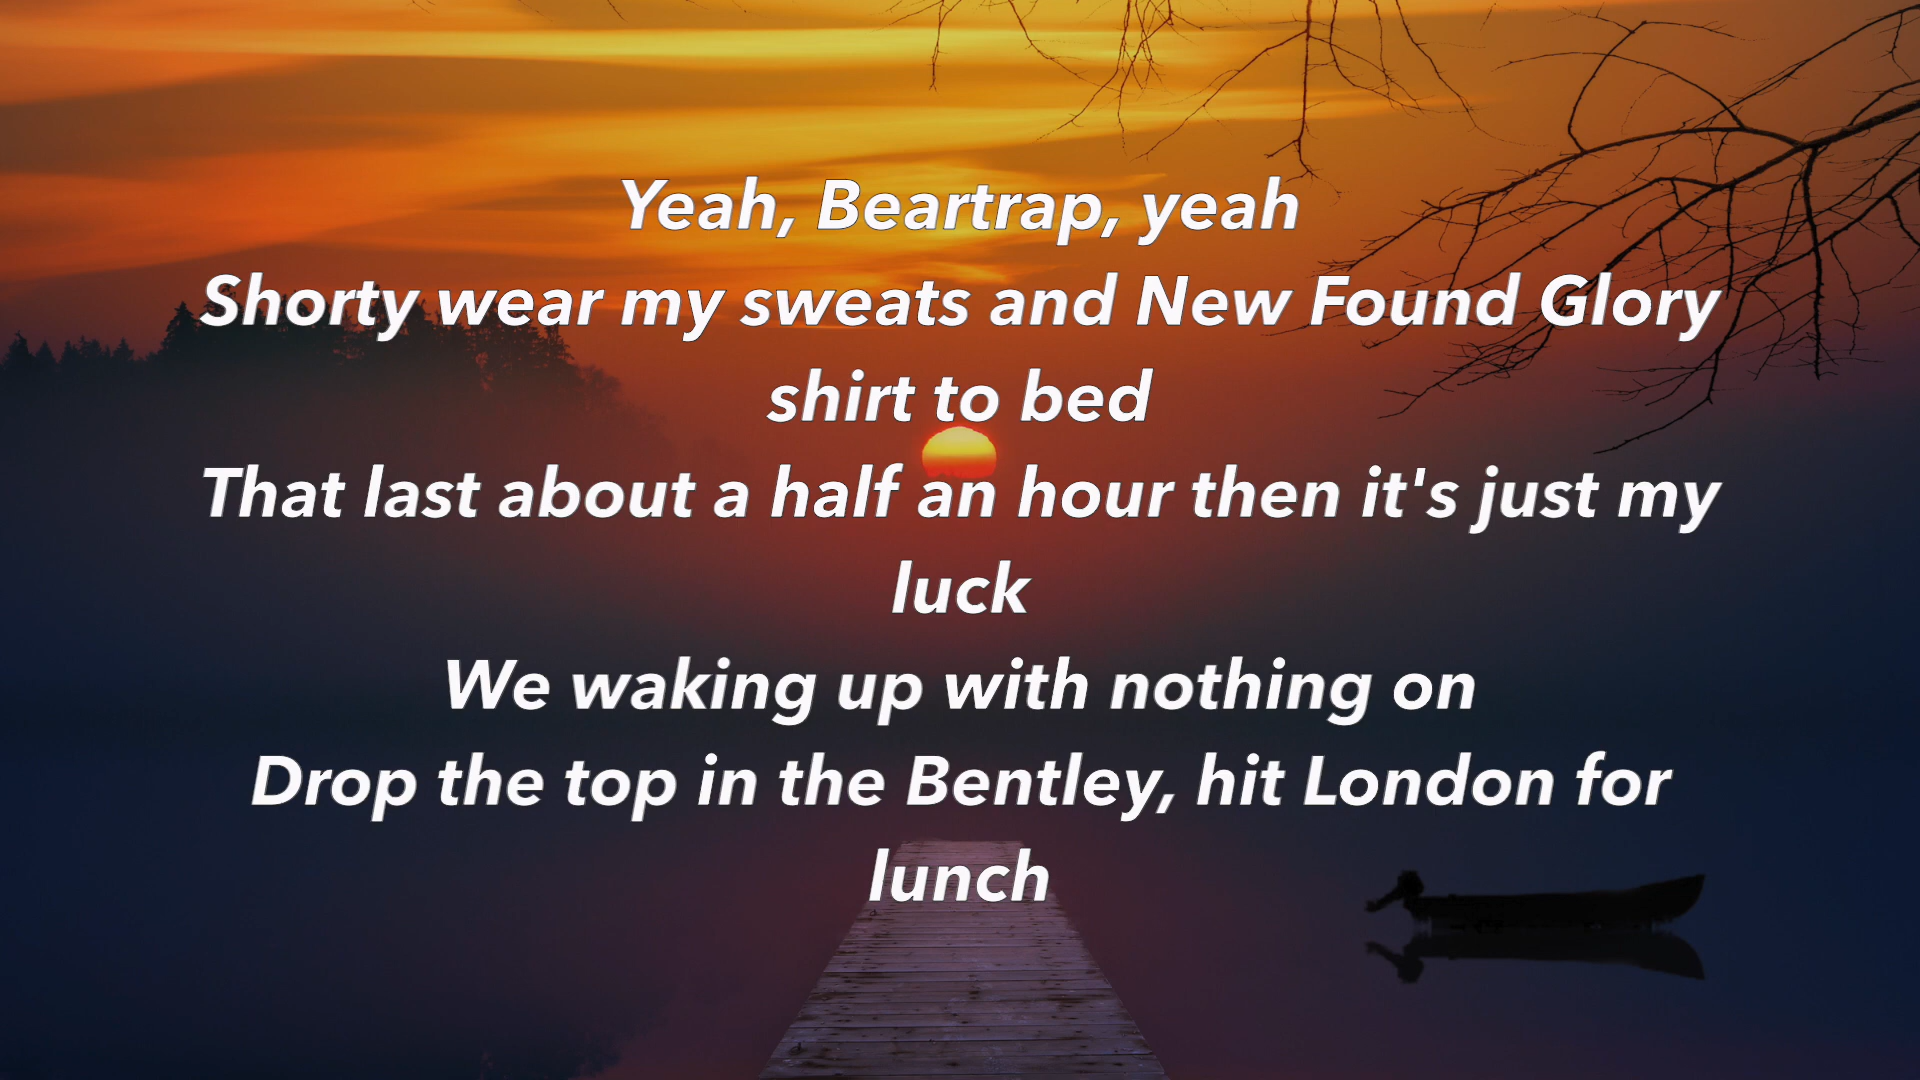 Yeah, Beartrap, yeah
Shorty wear my sweats and New Found Glory
shirt to bed
That last about a half an hour then it's just my
luck
We waking up with nothing on
Drop the top in the Bentley, hit London for
lunch